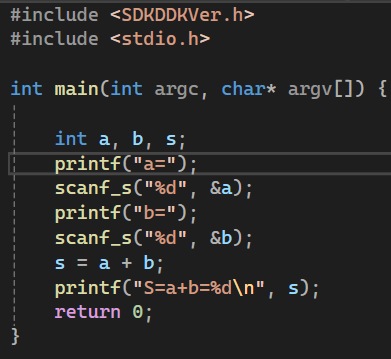 #include <SDKDDKVer.h>
#include <stdio.h>
int main(int argc, char* argv[]) {
int a, b, s;
printf("a=");
scanf_s("%d", &a);
printf("b=");
scanf_s("%d", &b);
s = a + b;
printf("S=a+b=%d\n", s);
return 0;
}